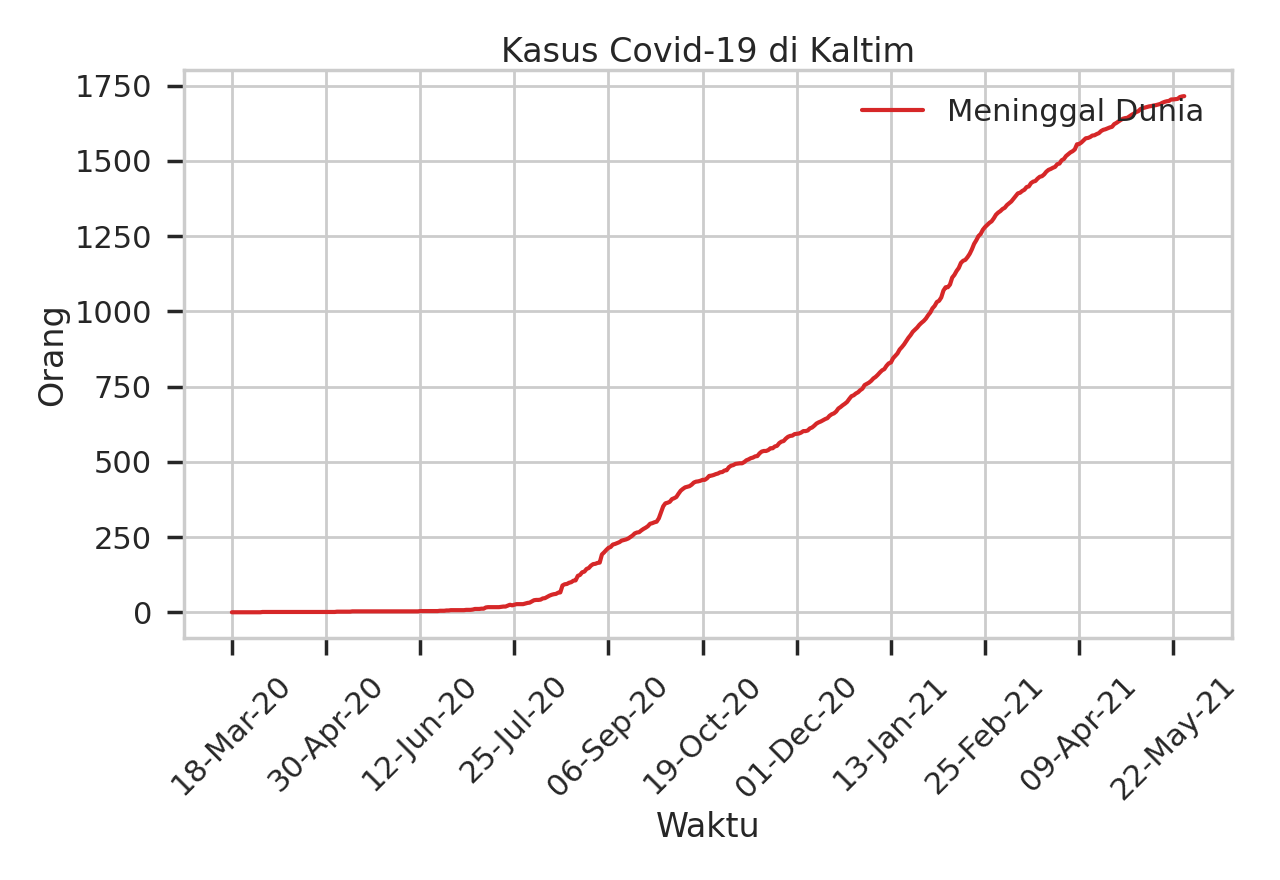 Kasus Covid-19 di Kaltim
Meninggal Dunia
Orang
1750
1500
1250
1000
750
500
250
0
18-Mar-20
30-Apr-20
12-Jun-20
25-Jul-20
06-Sep-20
19-Oct-20
01-Dec-20
13-Jan-21
25-Feb-21
09-Apr-21
22-May-21
Waktu